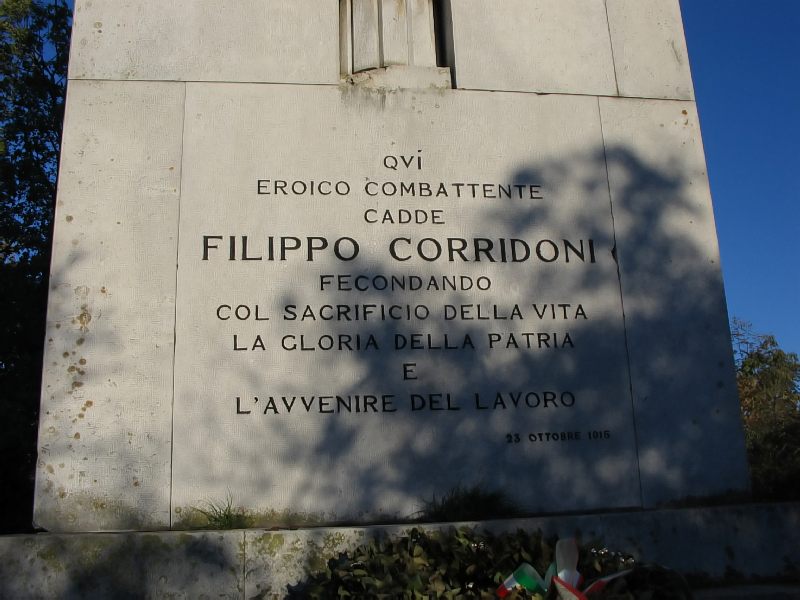 QVI
EROICO COMBATTENTE
CADDE
FILIPPO CORRIDONI
FECONDANDO
COL SACRIFICIO DELLA VITA
LA GLORIA DELLA PATRIA
E
L'AVVENIRE DEL LAVORO
23 OTTOBRE 1915